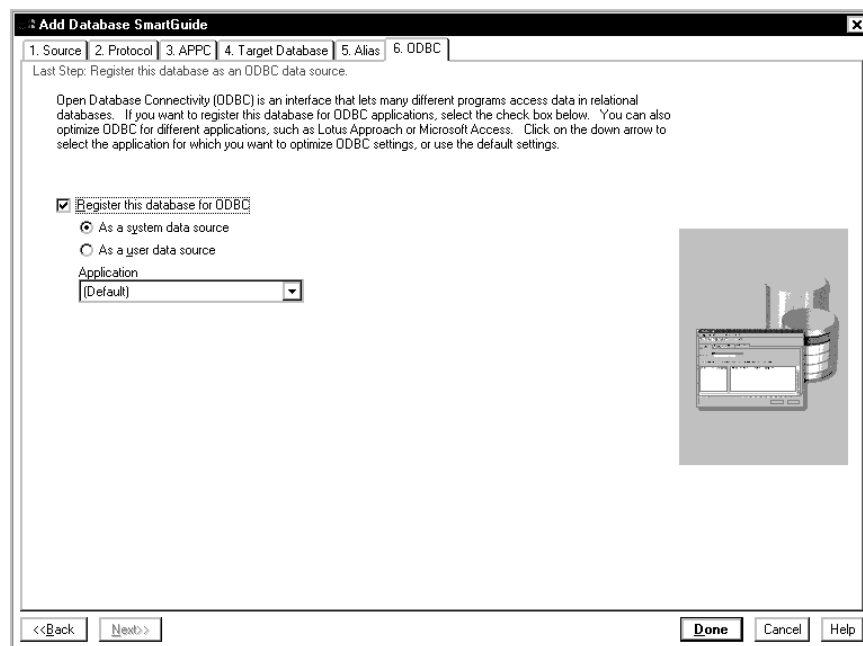 Add Database SmartGuide
1. Source 2. Protocol 3. APPC 4. Target Database 5. Alias 6. ODBC
Last Step: Register this database as an ODBC data source.
Open Database Connectivity (ODBC) is an interface that lets many different programs access data in relational
databases. If you want to register this database for ODBC applications, select the check box below. You can also
optimize ODBC for different applications, such as Lotus Approach or Microsoft Access. Click on the down arrow to
select the application for which you want to optimize ODBC settings, or use the default settings.
Register this database for ODBC
As a system data source
As a user data source
Application
(Default)
<<Back Next>> Done Cancel Help